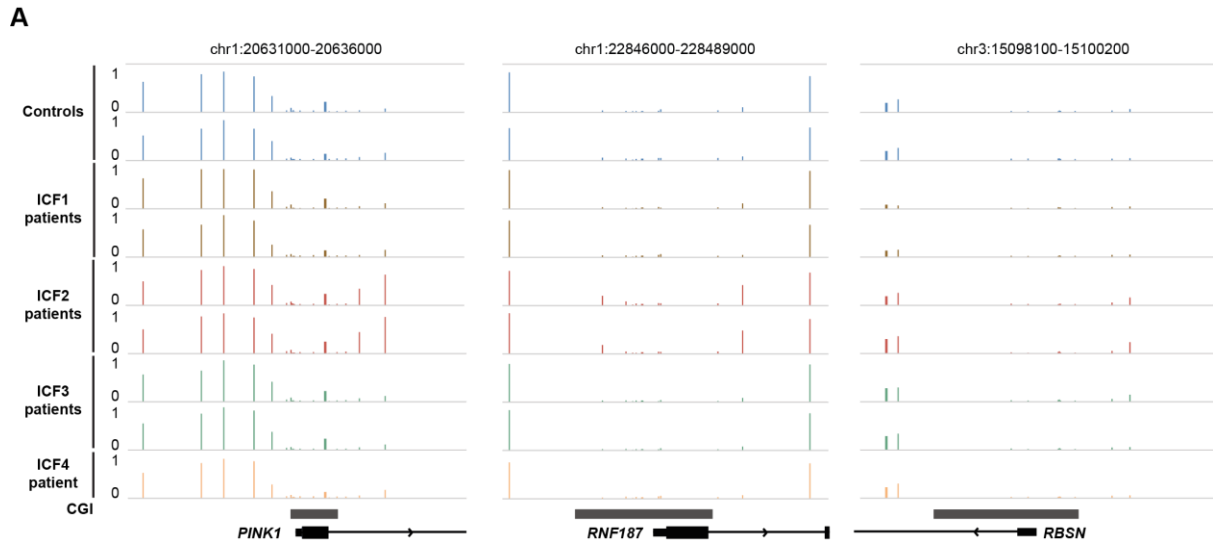 A
chr1:20631000-20636000 chr1:22846000-228489000 chr3:15098100-15100200
Controls
1
0
1
0
ICF1
patients
1
0
1
0
ICF2
patients
1
0
1
0
ICF3
patients
1
0
1
0
ICF4
patient
1
0
CGI
PINK1 RNF187 RBSN